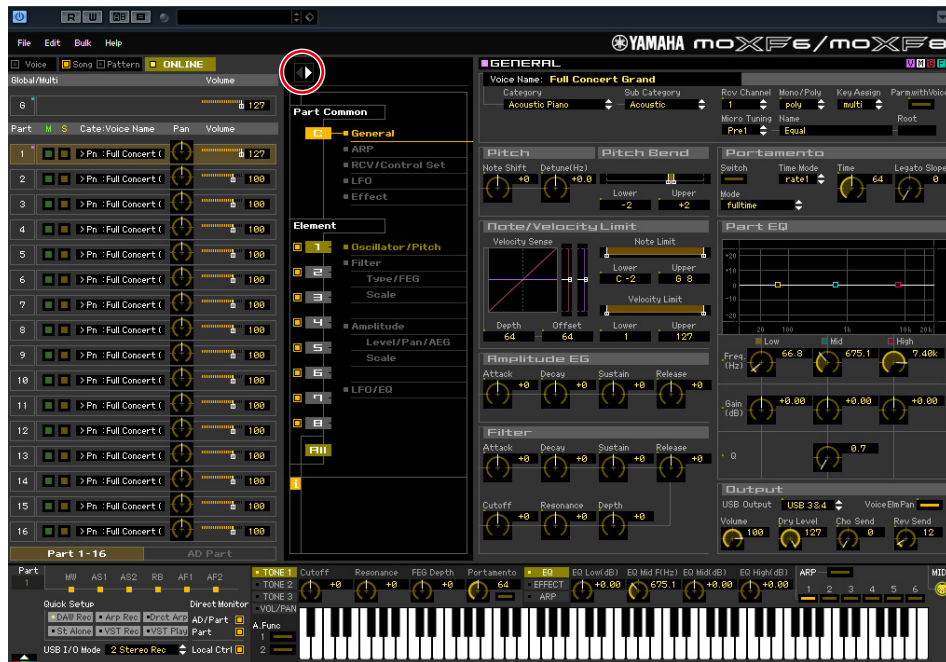 R W AB E
File Edit Bulk Help
YAMAHA MOXF6/MOXF8
Voice Song Pattern ONLINE
Global/Multi Volume
G 127
Part M S Cate:Voice Name Pan Volume
1 >Pn :Full Concert ( 127
2 >Pn :Full Concert ( 100
3 >Pn :Full Concert ( 100
4 >Pn :Full Concert ( 100
5 >Pn :Full Concert ( 100
6 >Pn :Full Concert ( 100
7 >Pn :Full Concert ( 100
8 >Pn :Full Concert ( 100
9 >Pn :Full Concert ( 100
10 >Pn :Full Concert ( 100
11 >Pn :Full Concert ( 100
12 >Pn :Full Concert ( 100
13 >Pn :Full Concert ( 100
14 >Pn :Full Concert ( 100
15 >Pn :Full Concert ( 100
16 >Pn :Full Concert ( 100
Part 1-16 AD Part
Part Common
C General
ARP
RCV/Control Set
LFO
Effect
Element
1 Oscillator/Pitch
Filter
2 Type/FEG
3 Scale
4 Amplitude
5 Level/Pan/AEG
Scale
6
7 LFO/EQ
8
All
i
GENERAL V M G F
Voice Name: Full Concert Grand
Category Sub Category Rcv Channel Mono/Poly Key Assign Parm.withVoice
Acoustic Piano Acoustic 1 poly multi
Micro Tuning Name Root
Pre1 Equal
Pitch Pitch Bend
Note Shift Detune(Hz)
+0 +0.0
Lower Upper
-2 +2
Portamento
Switch Time Mode Time Legato Slope
rate1 64 0
Mode
fulltime
Note/Velocity Limit
Velocity Sense Note Limit
Lower Upper
C -2 G 8
Velocity Limit
Depth Offset Lower Upper
64 64 1 127
Part EQ
+20
+10
0
-10
-20
20 100 1k 10k 20k
Low Mid High
Freq. (Hz) 66.8 675.1 7.40k
Gain (dB) +0.00 +0.00 +0.00
Q 0.7
Amplitude EG
Attack Decay Sustain Release
+0 +0 +0 +0
Filter
Attack Decay Sustain Release
+0 +0 +0 +0
Cutoff Resonance Depth
+0 +0 +0
Output
USB Output USB 3&4 Voice Elm Pan
Volume Dry Level Cho Send Rev Send
100 127 0 12
Part
1
MW AS1 AS2 RB AF1 AF2
Quick Setup Direct Monitor
DAW Rec Arp Rec Drct Arp AD/Part
St Alone VST Rec VST Play Part
USB I/O Mode 2 Stereo Rec Local Ctrl
TONE 1 Cutoff Resonance FEG Depth Portamento
TONE 2 +0 +0 +0 64
TONE 3
VOL/PAN
A.Func
1
2
EQ EQ Low(dB) EQ Mid F(Hz) EQ Mid(dB) EQ High(dB)
EFFECT +0.00 675.1 +0.00 +0.00
ARP
ARP
1 2 3 4 5 6
MID